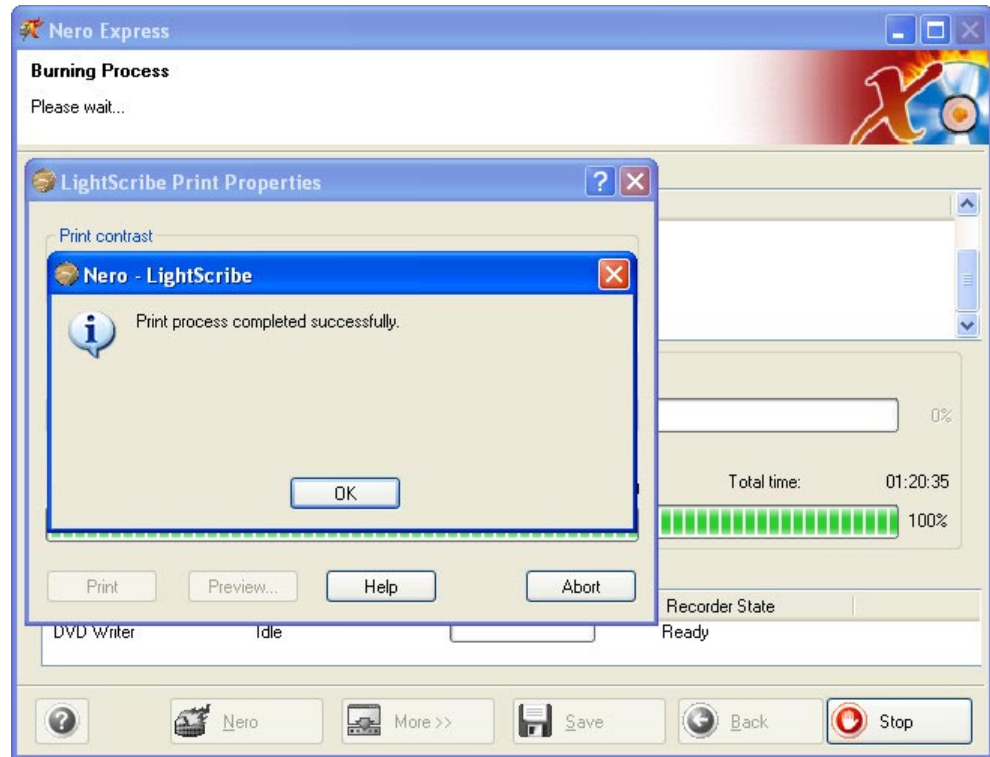 Nero Express
Burning Process
Please wait...
LightScribe Print Properties
Print contrast
Nero - LightScribe
Print process completed successfully.
OK
0%
Total time: 01:20:35
100%
Print Preview... Help Abort
Recorder State
DVD Writer Idle Ready
Nero More >> Save Back Stop